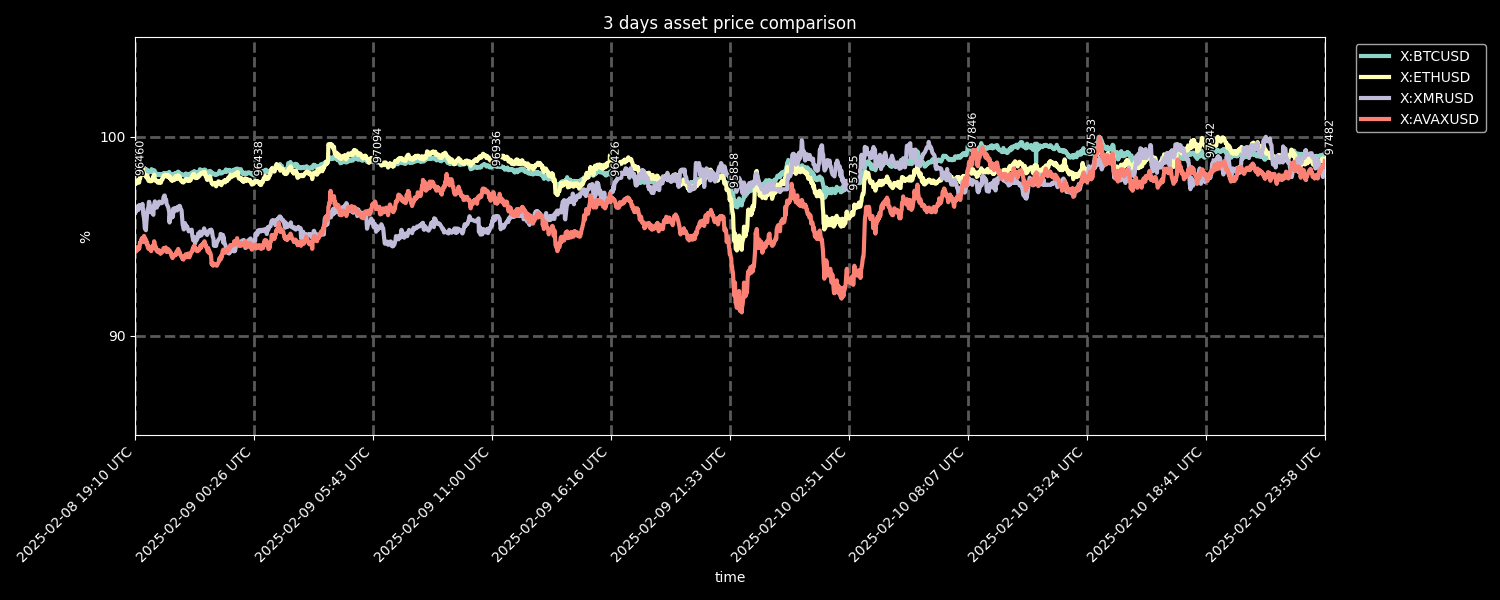 3 days asset price comparison
X:BTCUSD
X:ETHUSD
X:XMRUSD
X:AVAXUSD
100
90
%
96460
96438
97094
96936
96426
95858
95735
97846
97533
97342
97482
2025-02-08 19:10 UTC
2025-02-09 00:26 UTC
2025-02-09 05:43 UTC
2025-02-09 11:00 UTC
2025-02-09 16:16 UTC
2025-02-09 21:33 UTC
2025-02-10 02:51 UTC
2025-02-10 08:07 UTC
2025-02-10 13:24 UTC
2025-02-10 18:41 UTC
2025-02-10 23:58 UTC
time